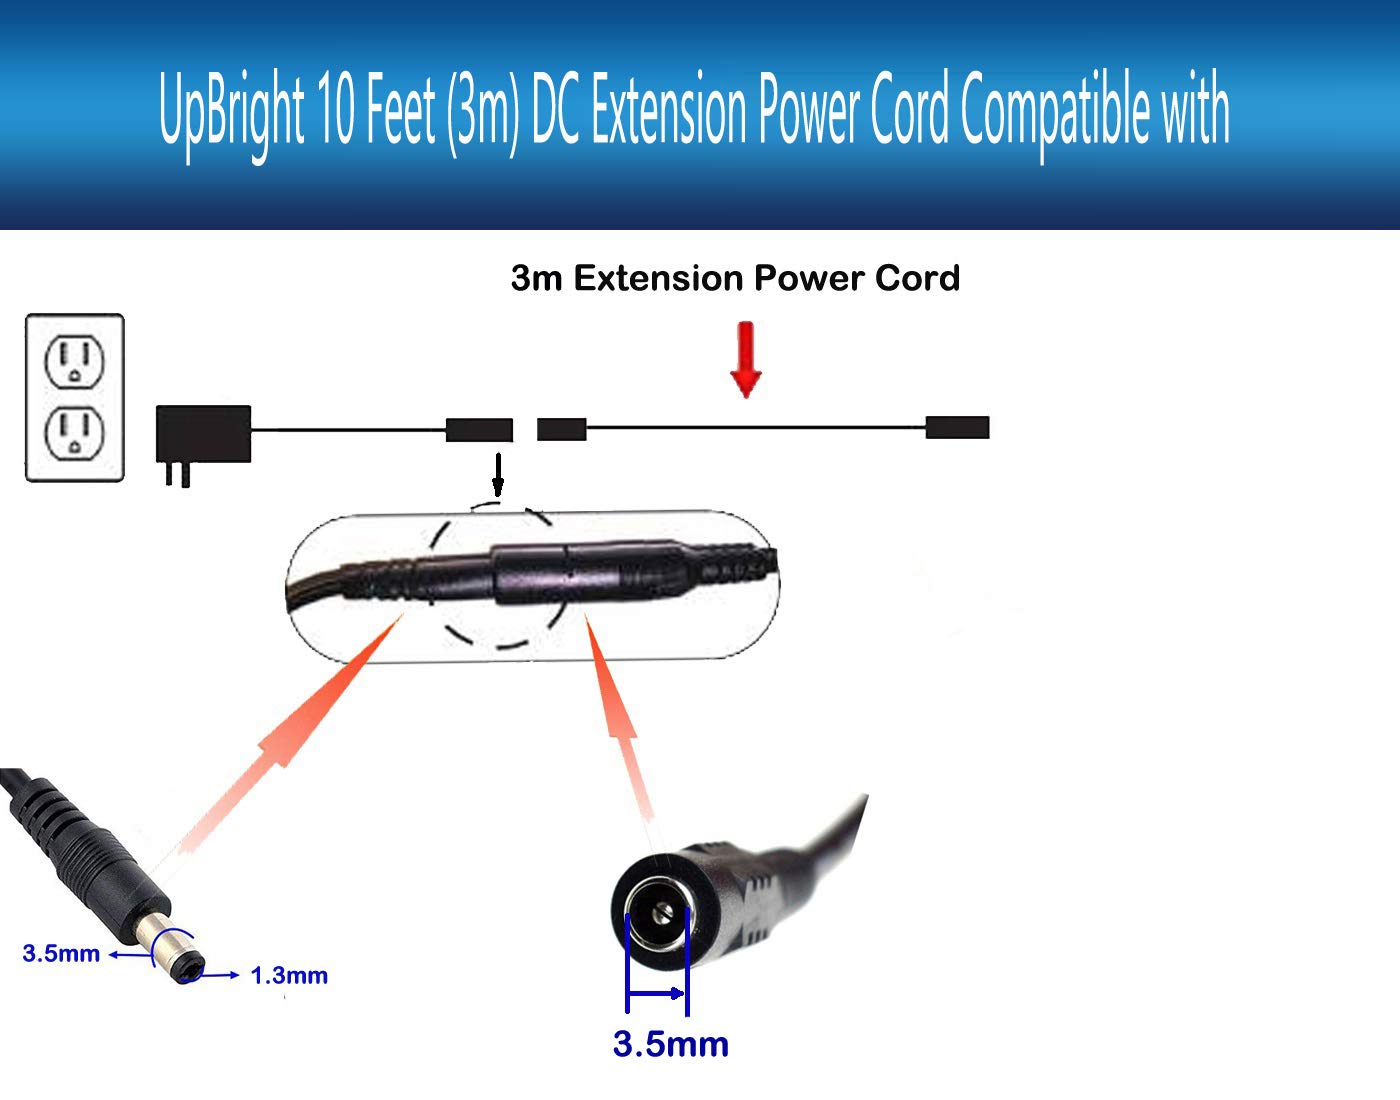 UpBright 10 Feet (3m) DC Extension Power Cord Compatible with
3m Extension Power Cord
3.5mm
1.3mm
3.5mm